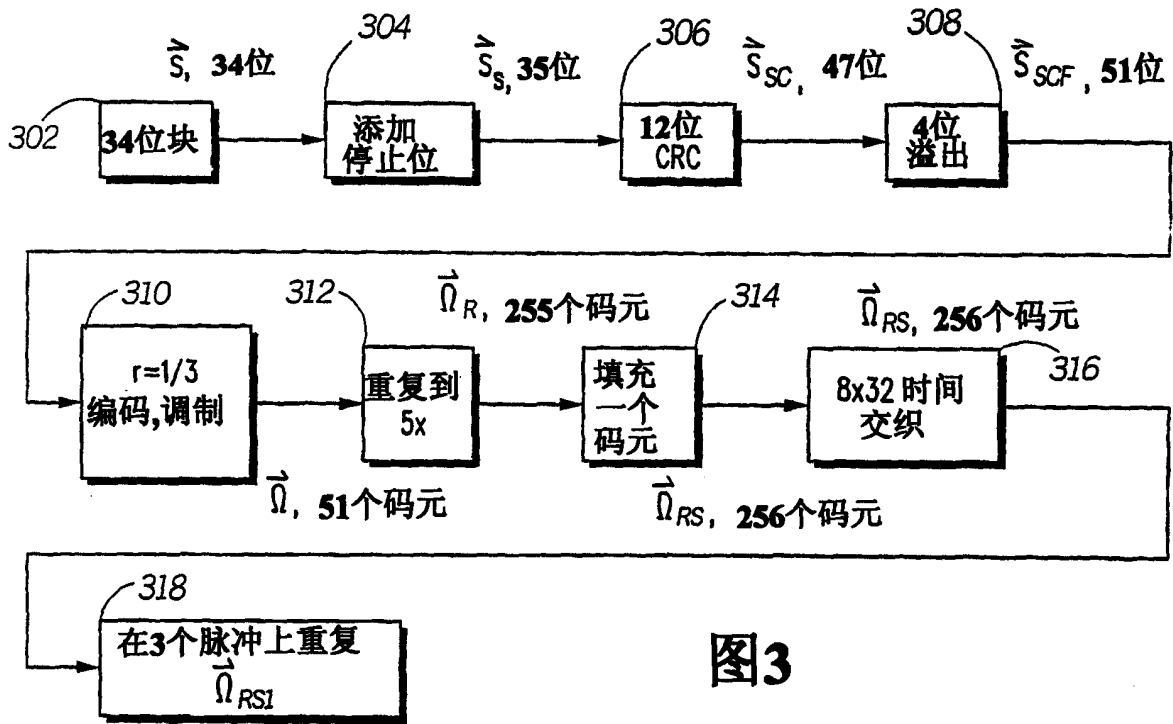 304
306
308
S, 34位
S_S, 35位
S_SC, 47位
S_SCF, 51位
302
34位块
添加
停止位
12位
CRC
4位
溢出
310
312
Ω_R, 255个码元
314
Ω_RS, 256个码元
316
r=1/3
编码,调制
重复到
5x
填充
一个
码元
8x32 时间
交织
Ω, 51个码元
Ω_RS, 256个码元
318
在3个脉冲上重复
Ω_RS1
图3